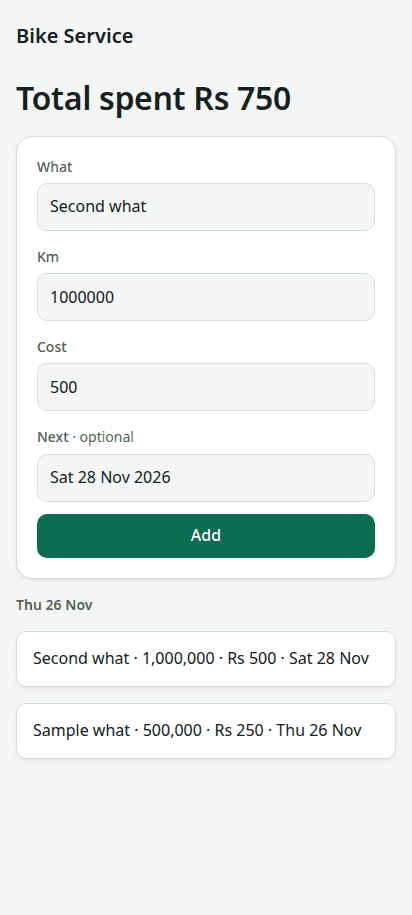 Bike Service
Total spent Rs 750
What
Second what
Km
1000000
Cost
500
Next · optional
Sat 28 Nov 2026
Add
Thu 26 Nov
Second what · 1,000,000 · Rs 500 · Sat 28 Nov
Sample what · 500,000 · Rs 250 · Thu 26 Nov